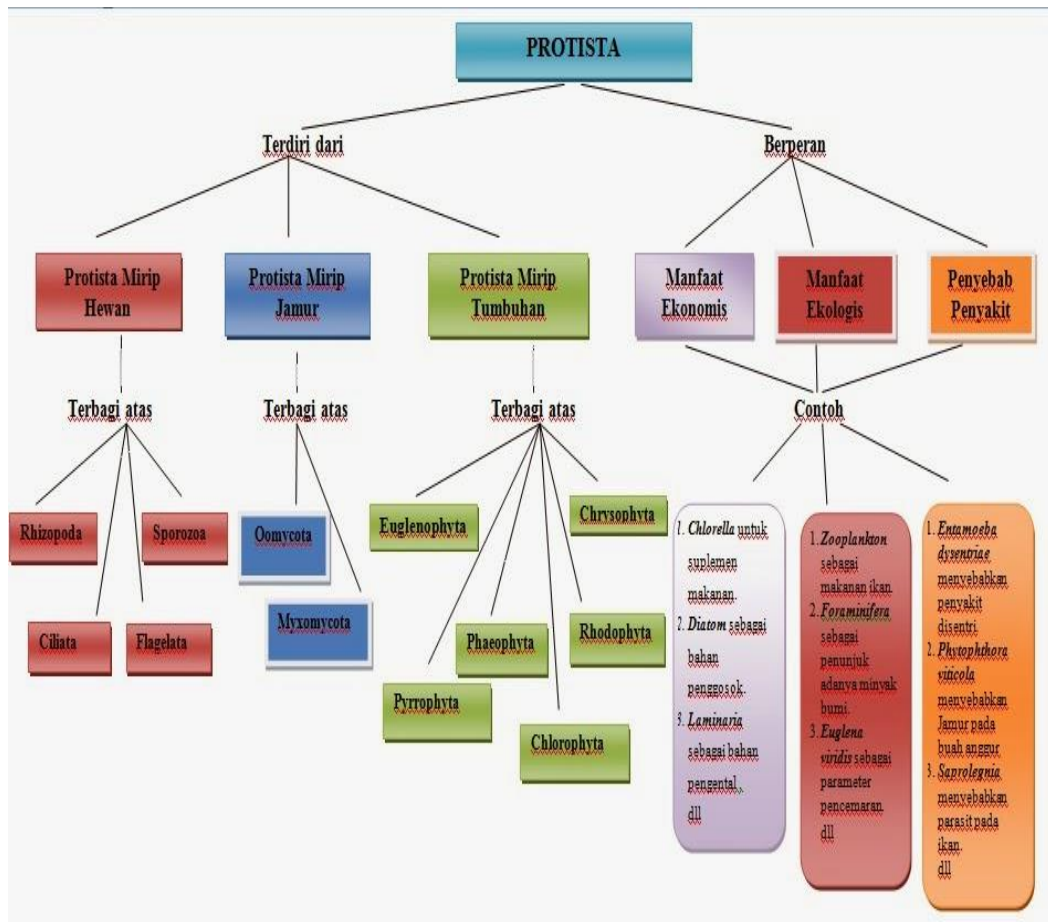 PROTISTA
Terdiri dari
Berperan
Protista Mirip
Hewan
Protista Mirip
Jamur
Protista Mirip
Tumbuhan
Manfaat
Ekonomis
Manfaat
Ekologis
Penyebab
Penyakit
Terbagi atas
Terbagi atas
Terbagi atas
Contoh
Rhizopoda
Sporozoa
Ciliata
Flagelata
Oomycota
Myxomycota
Euglenophyta
Chrysophyta
Phaeophyta
Rhodophyta
Pyrrophyta
Chlorophyta
1. Chlorella untuk
suplemen
makanan.
2. Diatom sebagai
bahan
penggosok.
3. Laminaria
sebagai bahan
pengental,.
dll
1. Zooplankton
sebagai
makanan ikan
2. Foraminifera
sebagai
penunjuk
adanya minyak
bumi.
3. Euglena
viridis sebagai
parameter
pencemaran
dll
1. Entamoeba
dysentriae
menyebabkan
penyakit
disentri
2. Phytophthora
viticola
menyebabkan
Jamur pada
buah anggur
3. Saprolegnia
menyebabkan
parasit pada
ikan.
dll